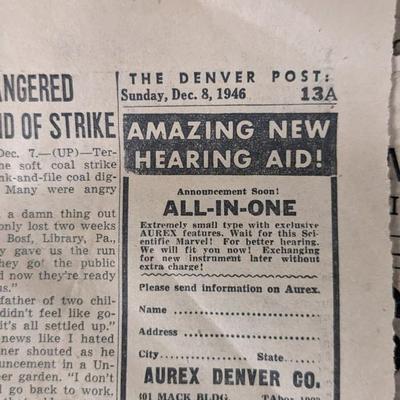 ANGERED
ND OF STRIKE
Dec. 7.—(UP)—Ter-
he soft coal strike
nk-and-file coal dig-
Many were angry
a damn thing out
only lost two weeks
Bosf, Library, Pa.,
y gave us the run
hey got the public
d now they're ready
us."
father of two chil-
didn't feel like go-
it's all settled up."
news like I hated
ner shouted as he
ouncement in a Un-
eer garden. "I don't
go back to work.
THE DENVER POST:
Sunday, Dec. 8, 1946 13A
AMAZING NEW
HEARING AID!
Announcement Soon!
ALL-IN-ONE
Extremely small type with exclusive
AUREX features. Wait for this Sci-
entific Marvel! For better hearing.
We will fit you now! Exchanging
for new instrument later without
extra charge!
Please send information on Aurex.
Name
Address
City State
AUREX DENVER CO.
401 MACK BLDG.